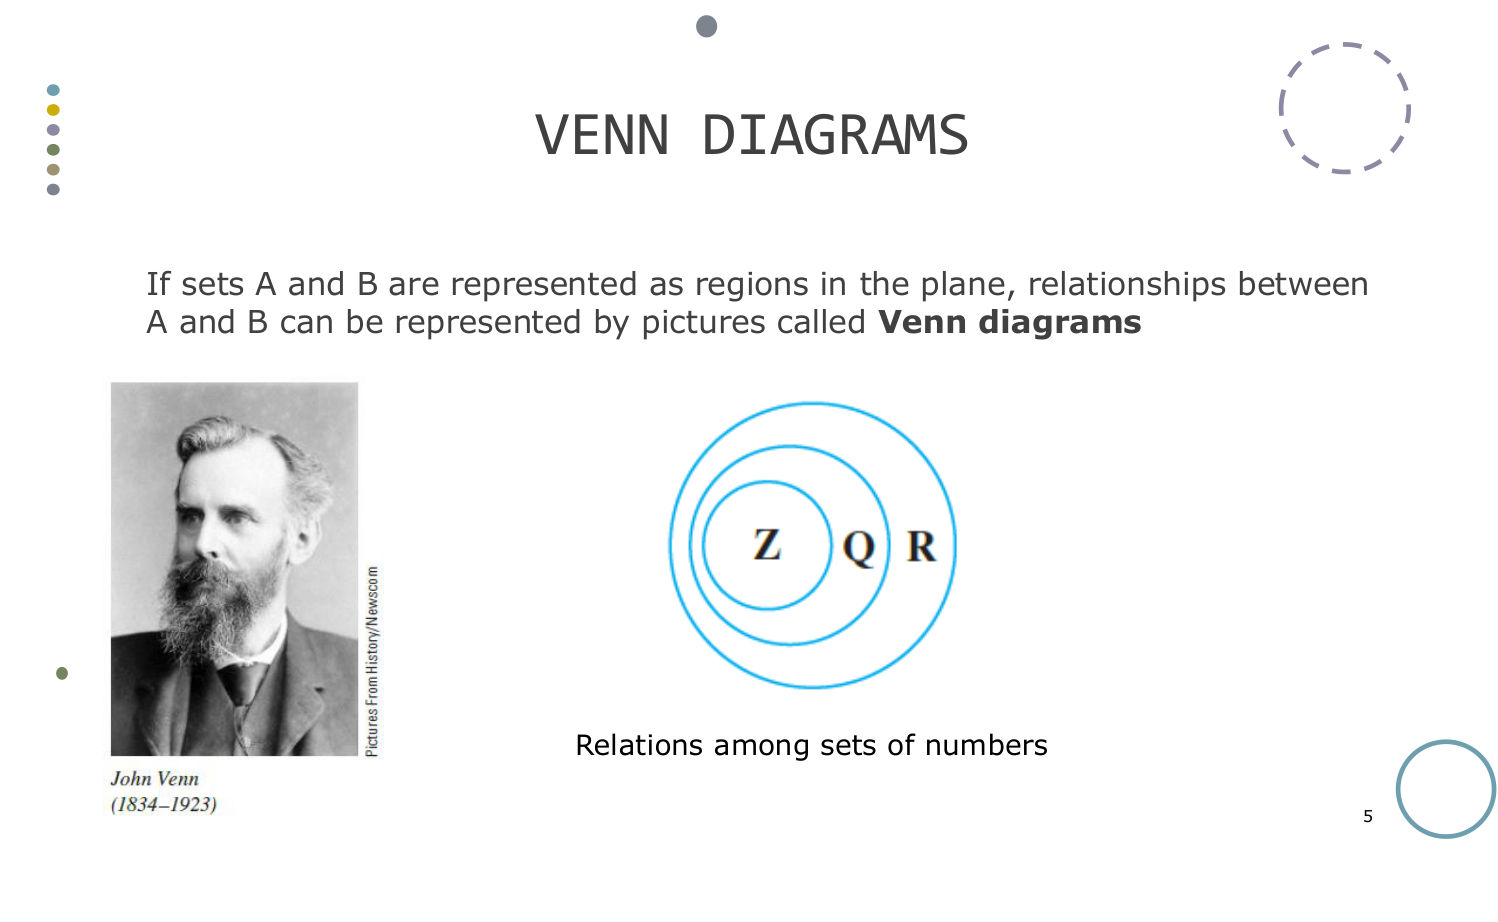 VENN DIAGRAMS
If sets A and B are represented as regions in the plane, relationships between
A and B can be represented by pictures called Venn diagrams
Pictures From History/Newscom
Z Q R
John Venn
(1834–1923)
Relations among sets of numbers
5